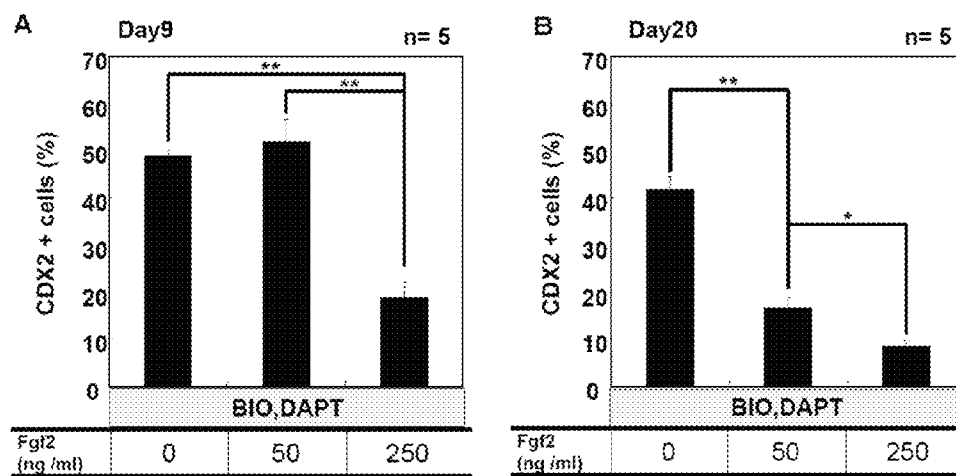 A Day9 n= 5
70
60
50
40
30
20
10
0
CDX2 + cells (%)
**
**
BIO,DAPT
Fgf2 (ng /ml) 0 50 250
B Day20 n= 5
70
60
50
40
30
20
10
0
CDX2 + cells (%)
**
*
BIO,DAPT
Fgf2 (ng /ml) 0 50 250